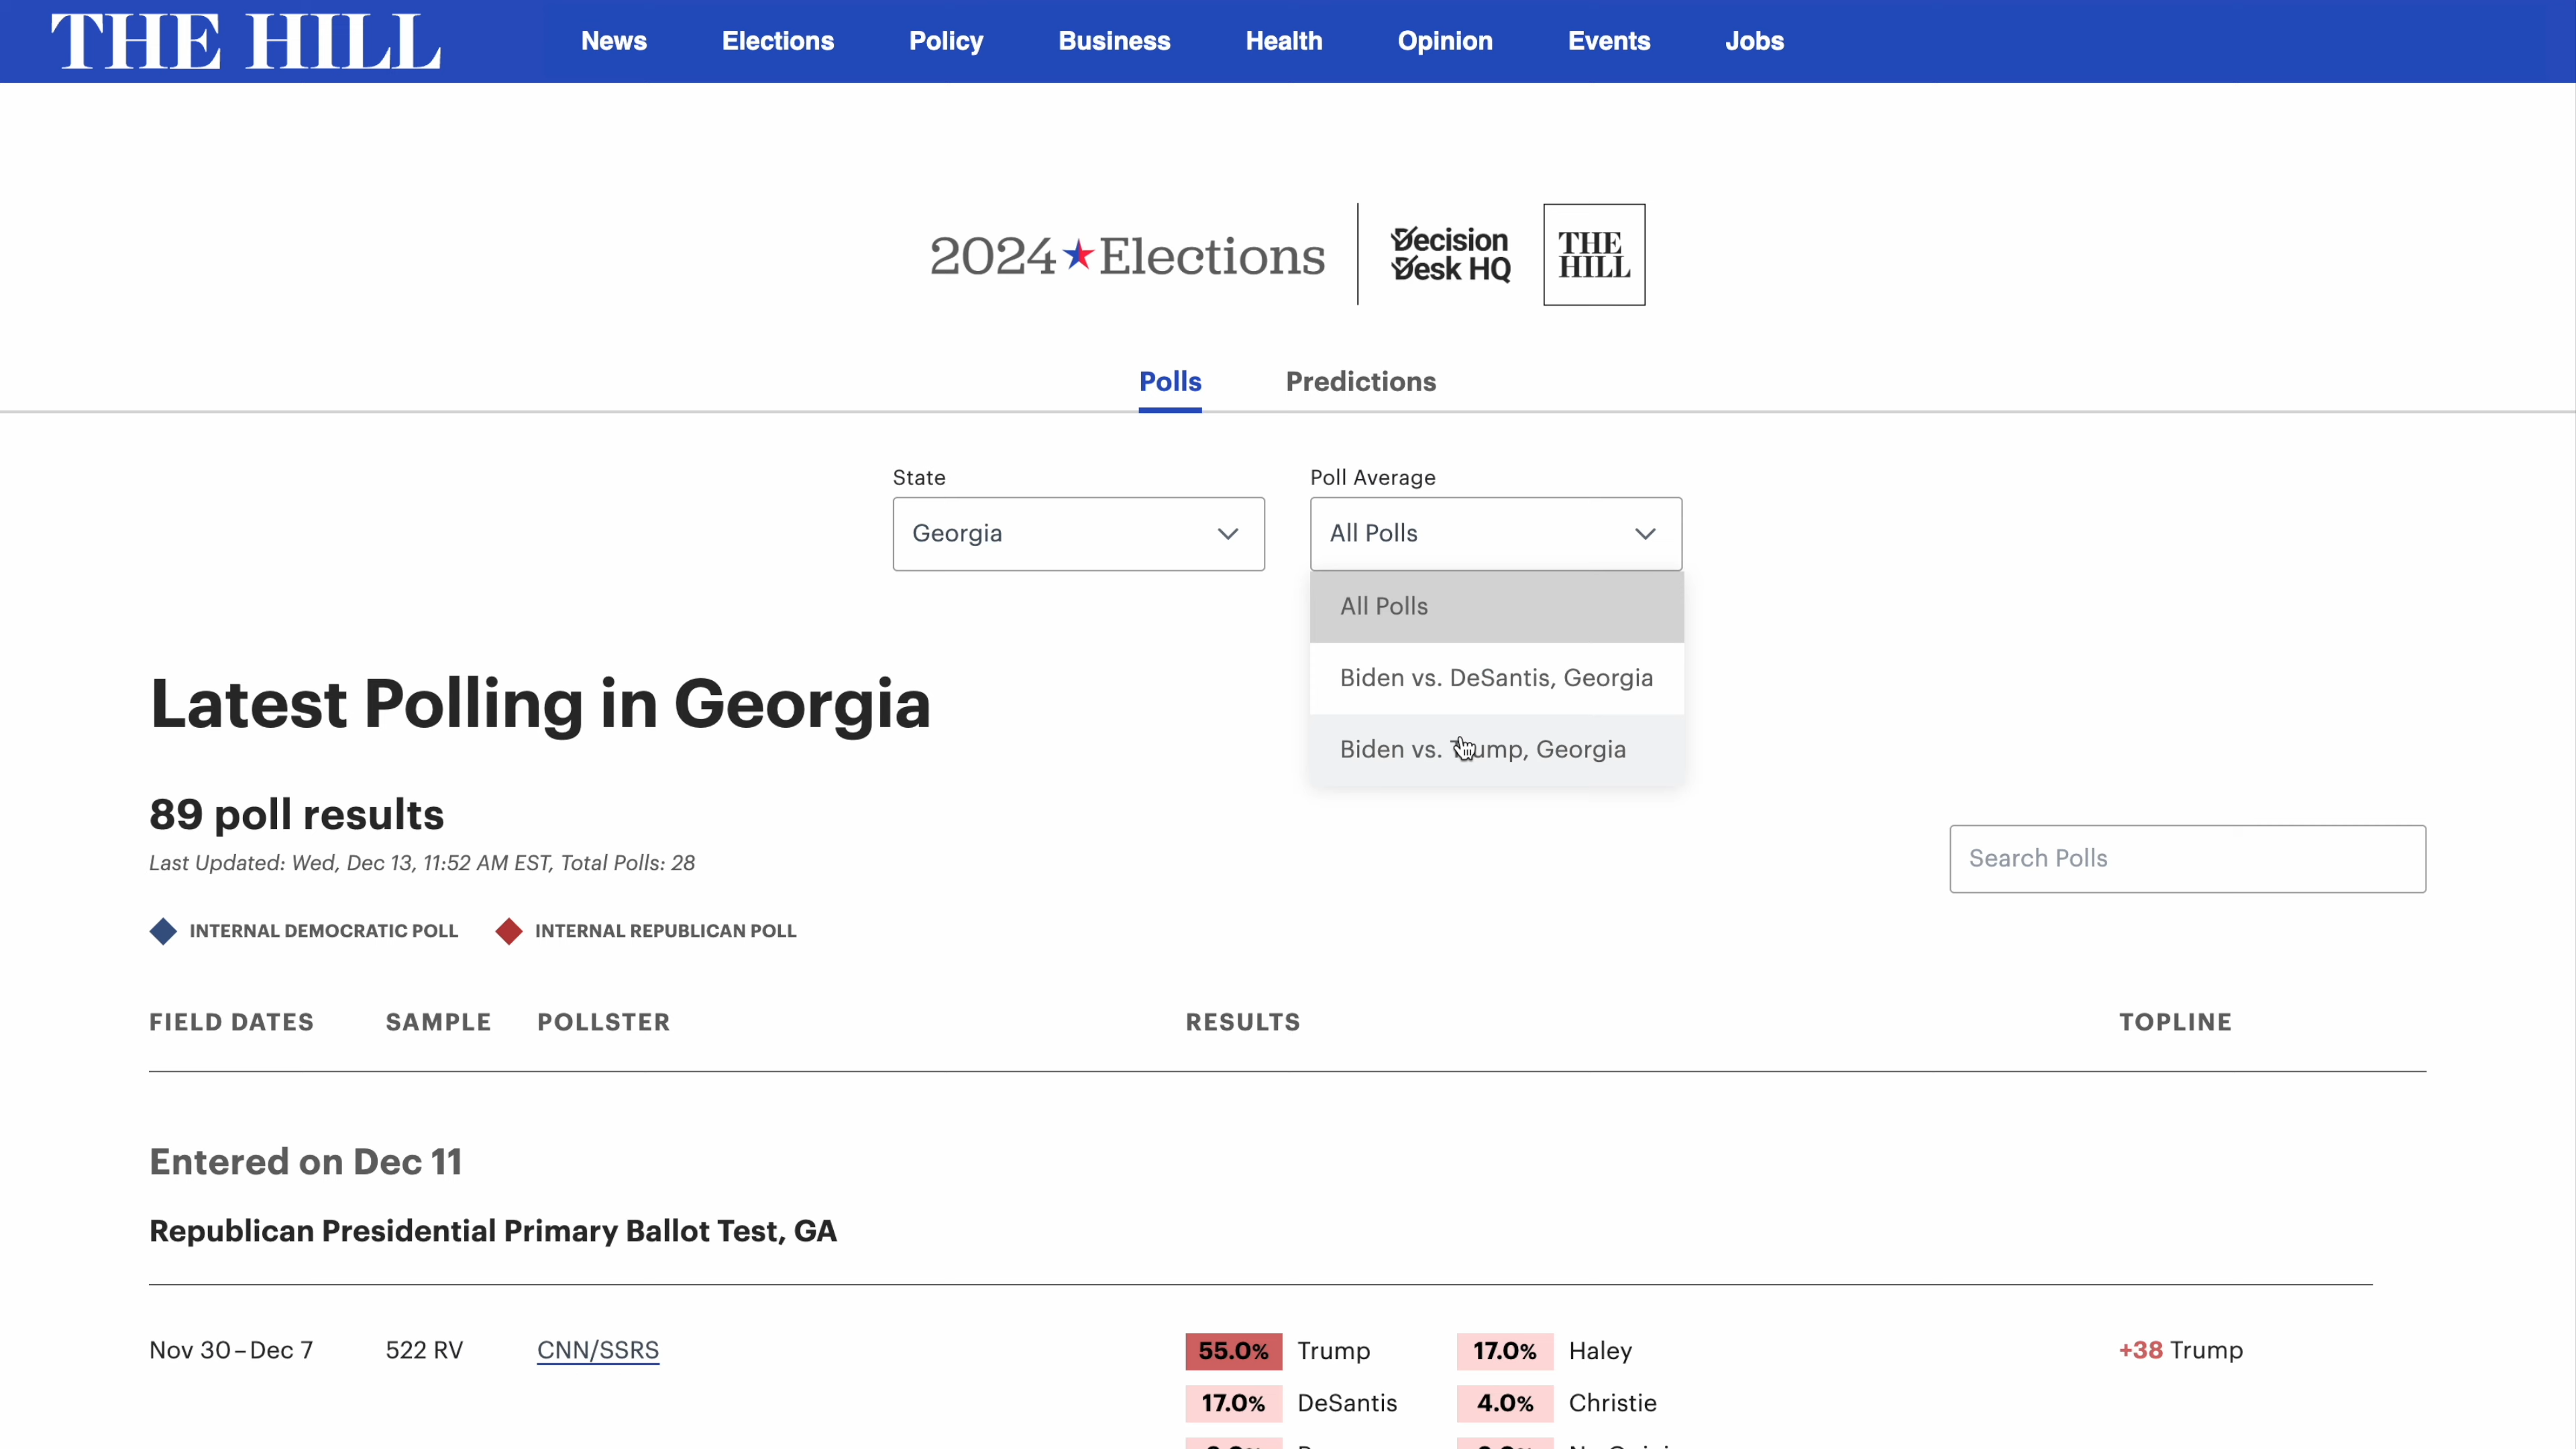 THE HILL
News Elections Policy Business Health Opinion Events Jobs
2024 Elections
Decision
Desk HQ
THE
HILL
Polls Predictions
State
Poll Average
Georgia
All Polls
All Polls
Biden vs. DeSantis, Georgia
Biden vs. Trump, Georgia
Latest Polling in Georgia
89 poll results
Last Updated: Wed, Dec 13, 11:52 AM EST, Total Polls: 28
Search Polls
INTERNAL DEMOCRATIC POLL INTERNAL REPUBLICAN POLL
FIELD DATES SAMPLE POLLSTER RESULTS TOPLINE
Entered on Dec 11
Republican Presidential Primary Ballot Test, GA
Nov 30–Dec 7 522 RV CNN/SSRS 55.0% Trump 17.0% Haley +38 Trump
17.0% DeSantis 4.0% Christie